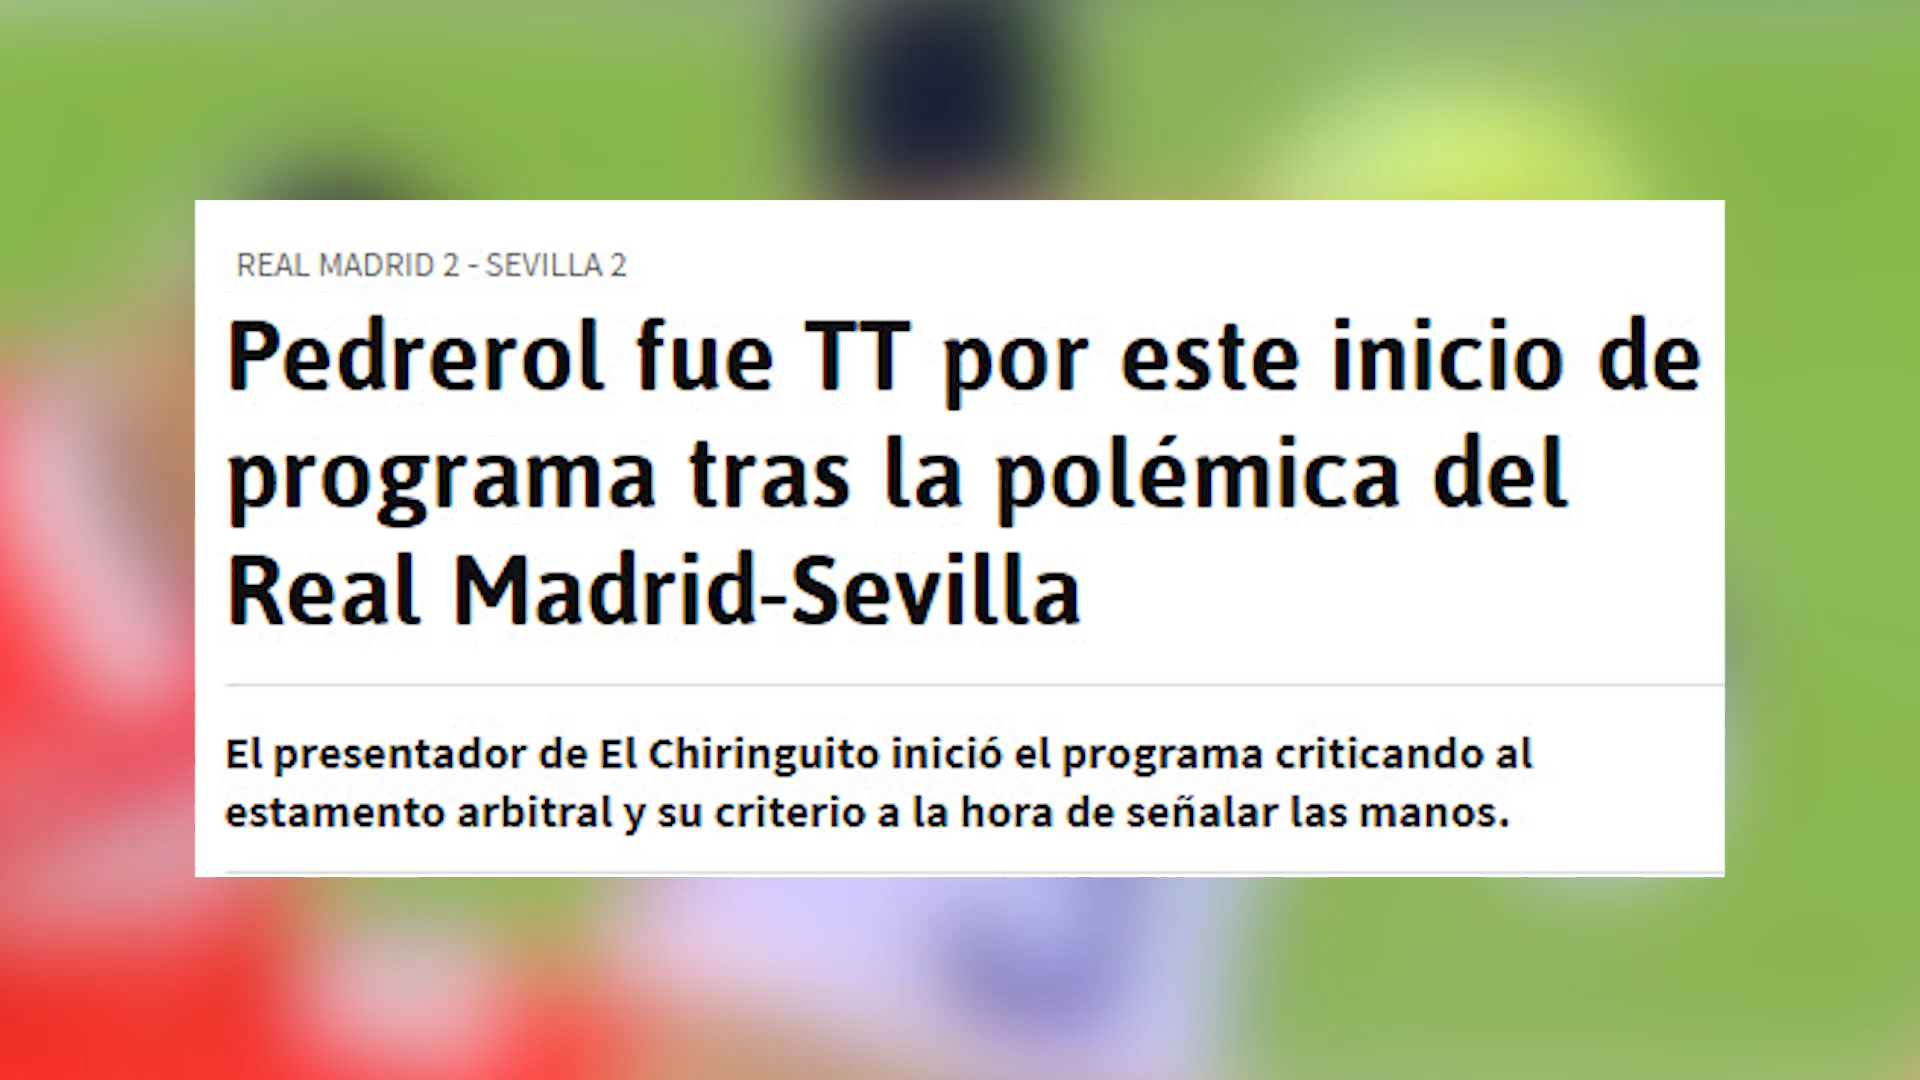 REAL MADRID 2 - SEVILLA 2
Pedrerol fue TT por este inicio de
programa tras la polémica del
Real Madrid-Sevilla
El presentador de El Chiringuito inició el programa criticando al
estamento arbitral y su criterio a la hora de señalar las manos.